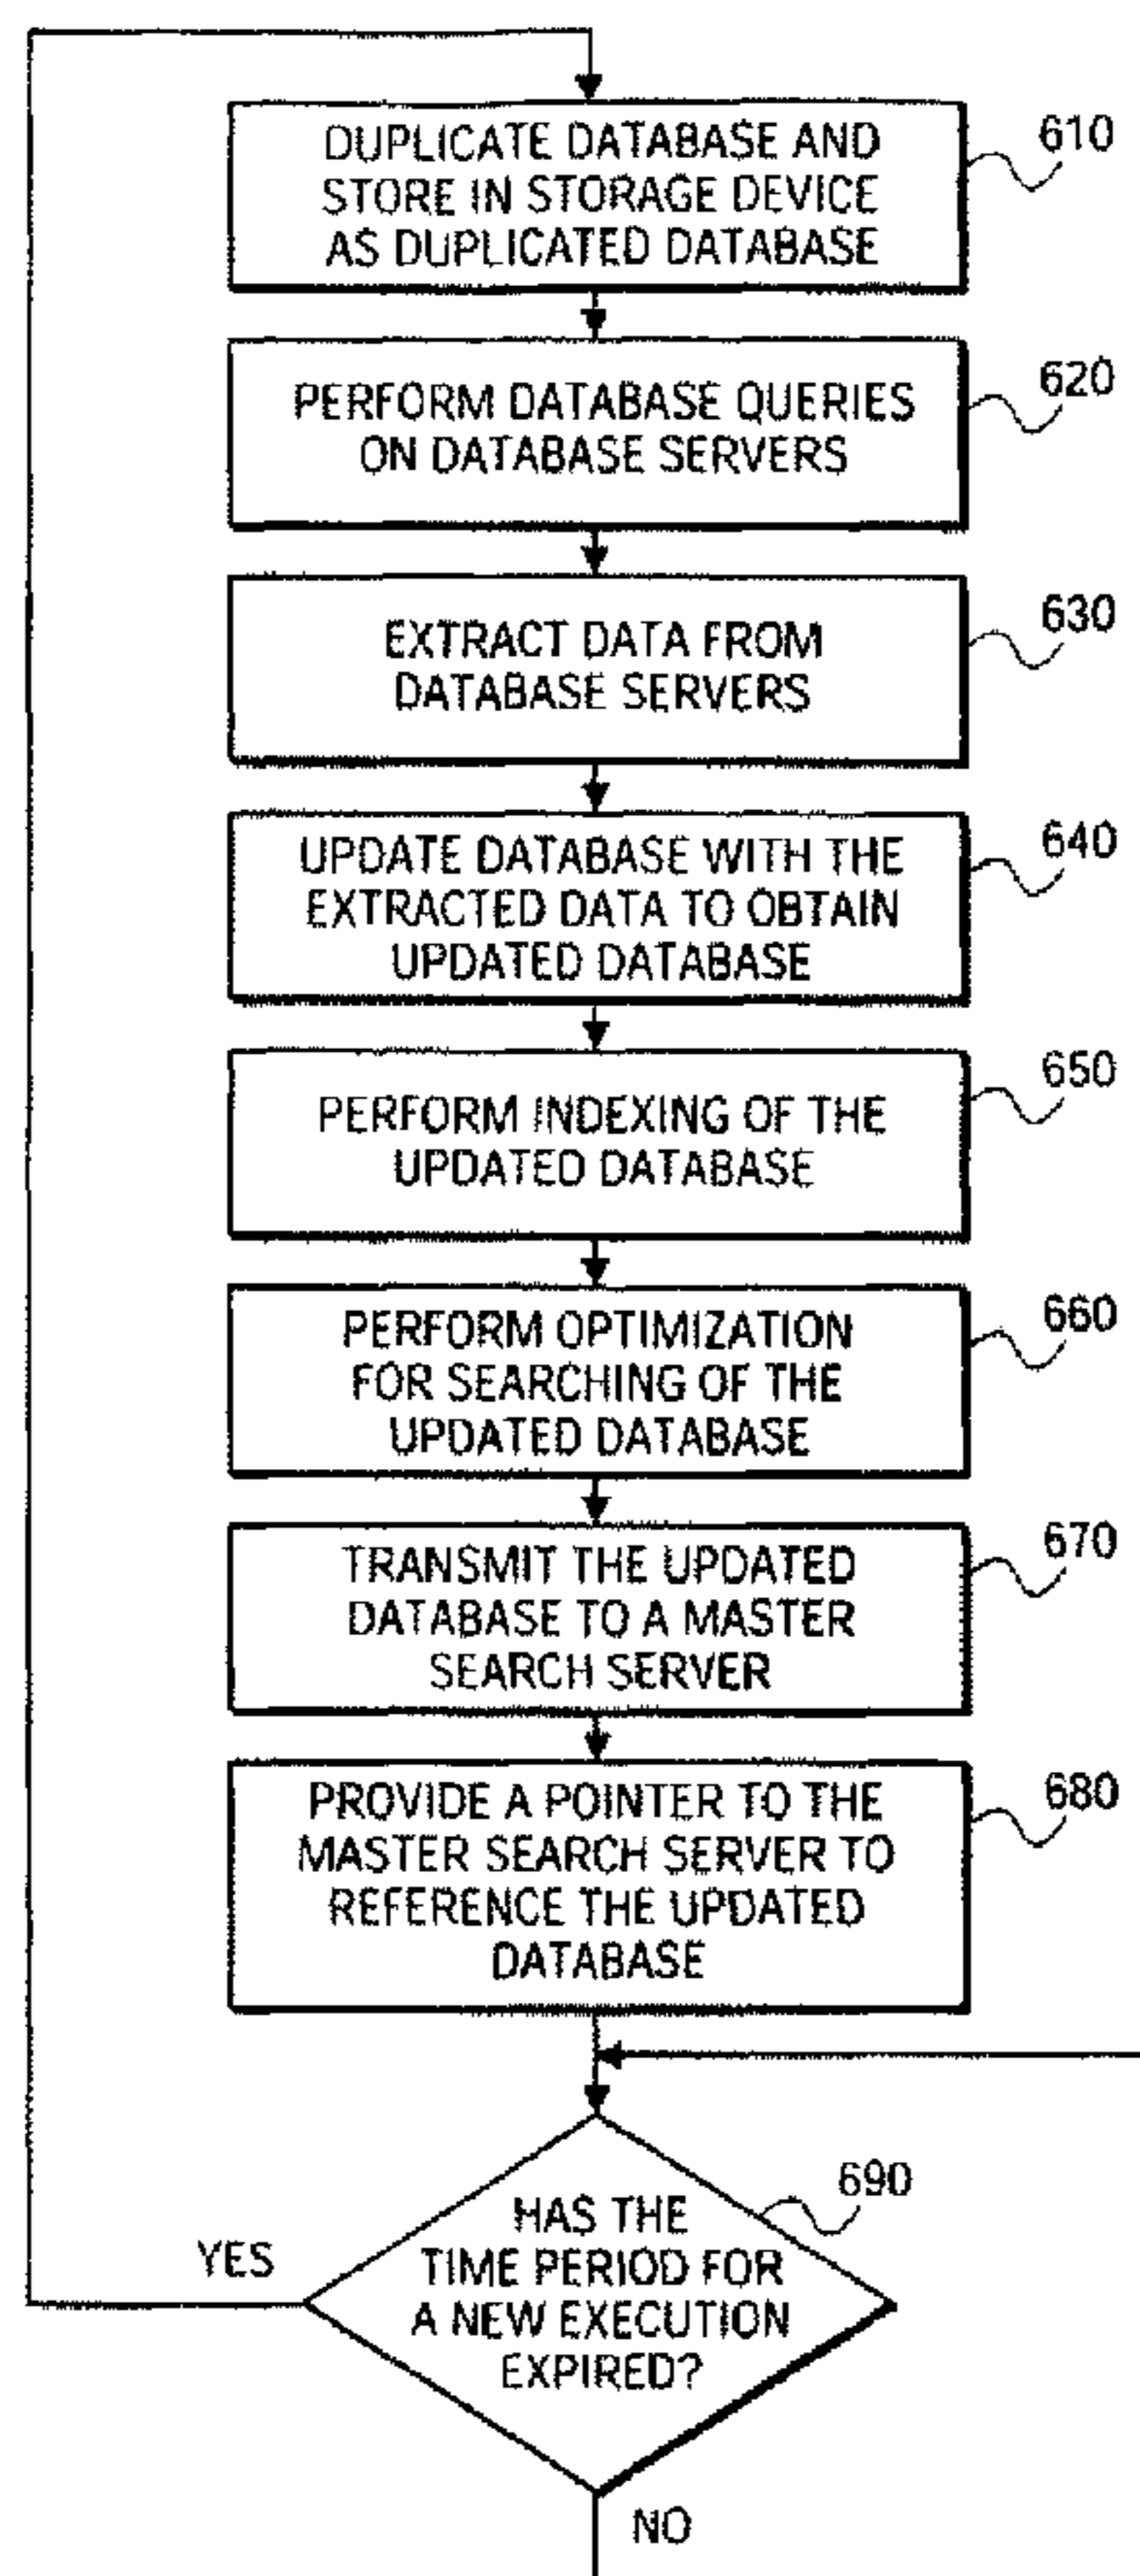 DUPLICATE DATABASE AND
STORE IN STORAGE DEVICE
AS DUPLICATED DATABASE
610
PERFORM DATABASE QUERIES
ON DATABASE SERVERS
620
EXTRACT DATA FROM
DATABASE SERVERS
630
UPDATE DATABASE WITH THE
EXTRACTED DATA TO OBTAIN
UPDATED DATABASE
640
PERFORM INDEXING OF THE
UPDATED DATABASE
650
PERFORM OPTIMIZATION
FOR SEARCHING OF THE
UPDATED DATABASE
660
TRANSMIT THE UPDATED
DATABASE TO A MASTER
SEARCH SERVER
670
PROVIDE A POINTER TO THE
MASTER SEARCH SERVER TO
REFERENCE THE UPDATED
DATABASE
680
HAS THE
TIME PERIOD FOR
A NEW EXECUTION
EXPIRED?
690
YES
NO